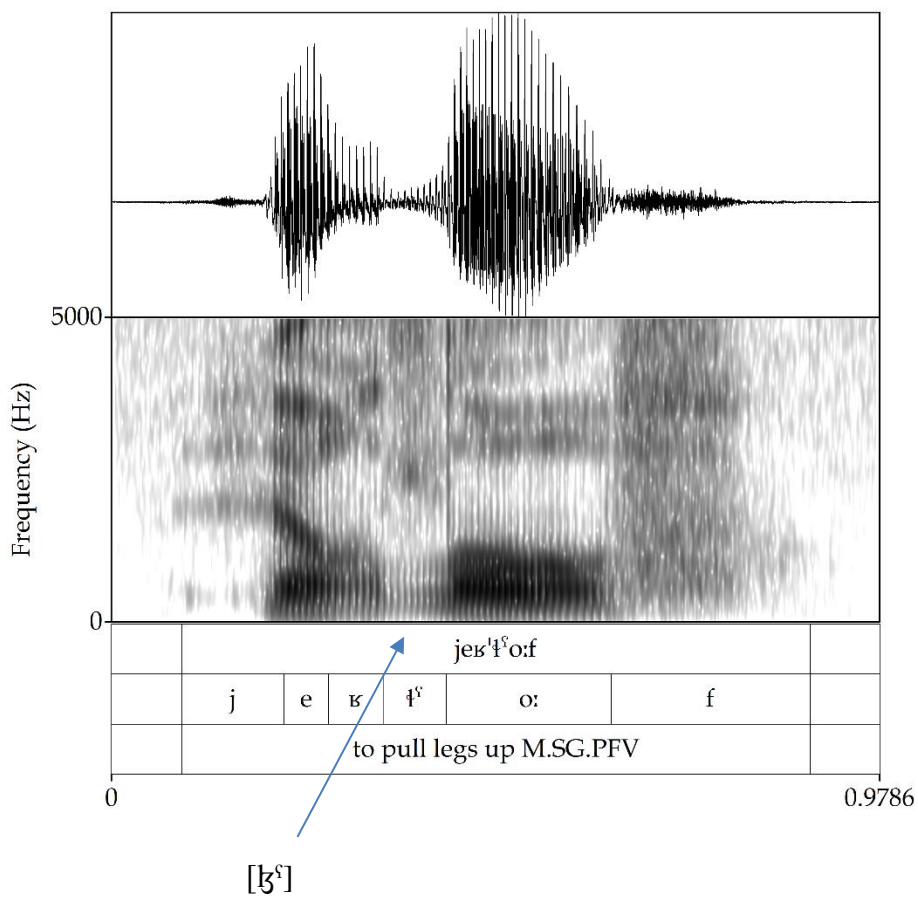 5000
Frequency (Hz)
0
jeʁˈɬˤoːf
j e ʁ ɬˤ oː f
to pull legs up M.SG.PFV
0 0.9786
[ɮˤ]